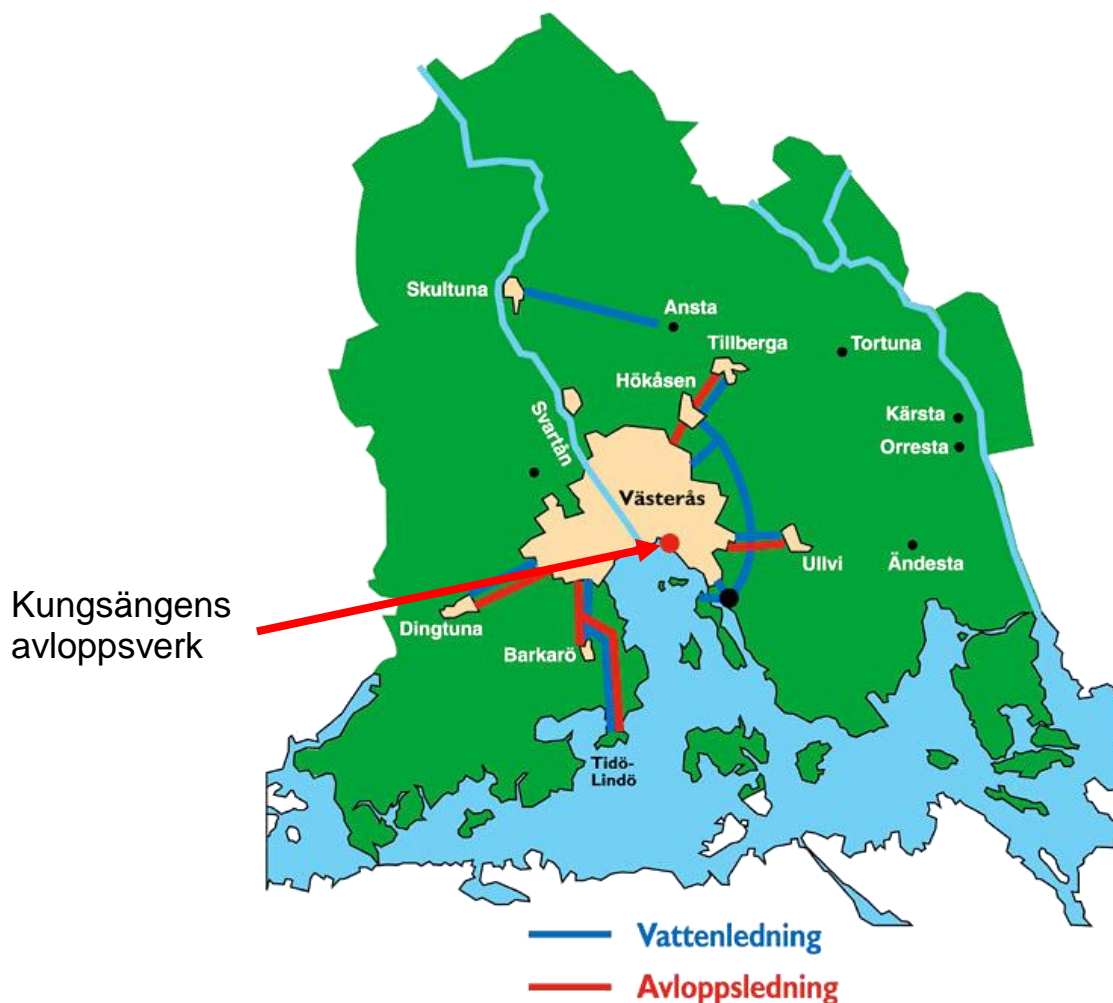 Skultuna
Ansta
Tillberga
Tortuna
Hökåsen
Kärsta
Svartån
Orresta
Västerås
Ullvi
Ändesta
Kungsängens
avloppsverk
Dingtuna
Barkarö
Tidö-
Lindö
Vattenledning
Avloppsledning